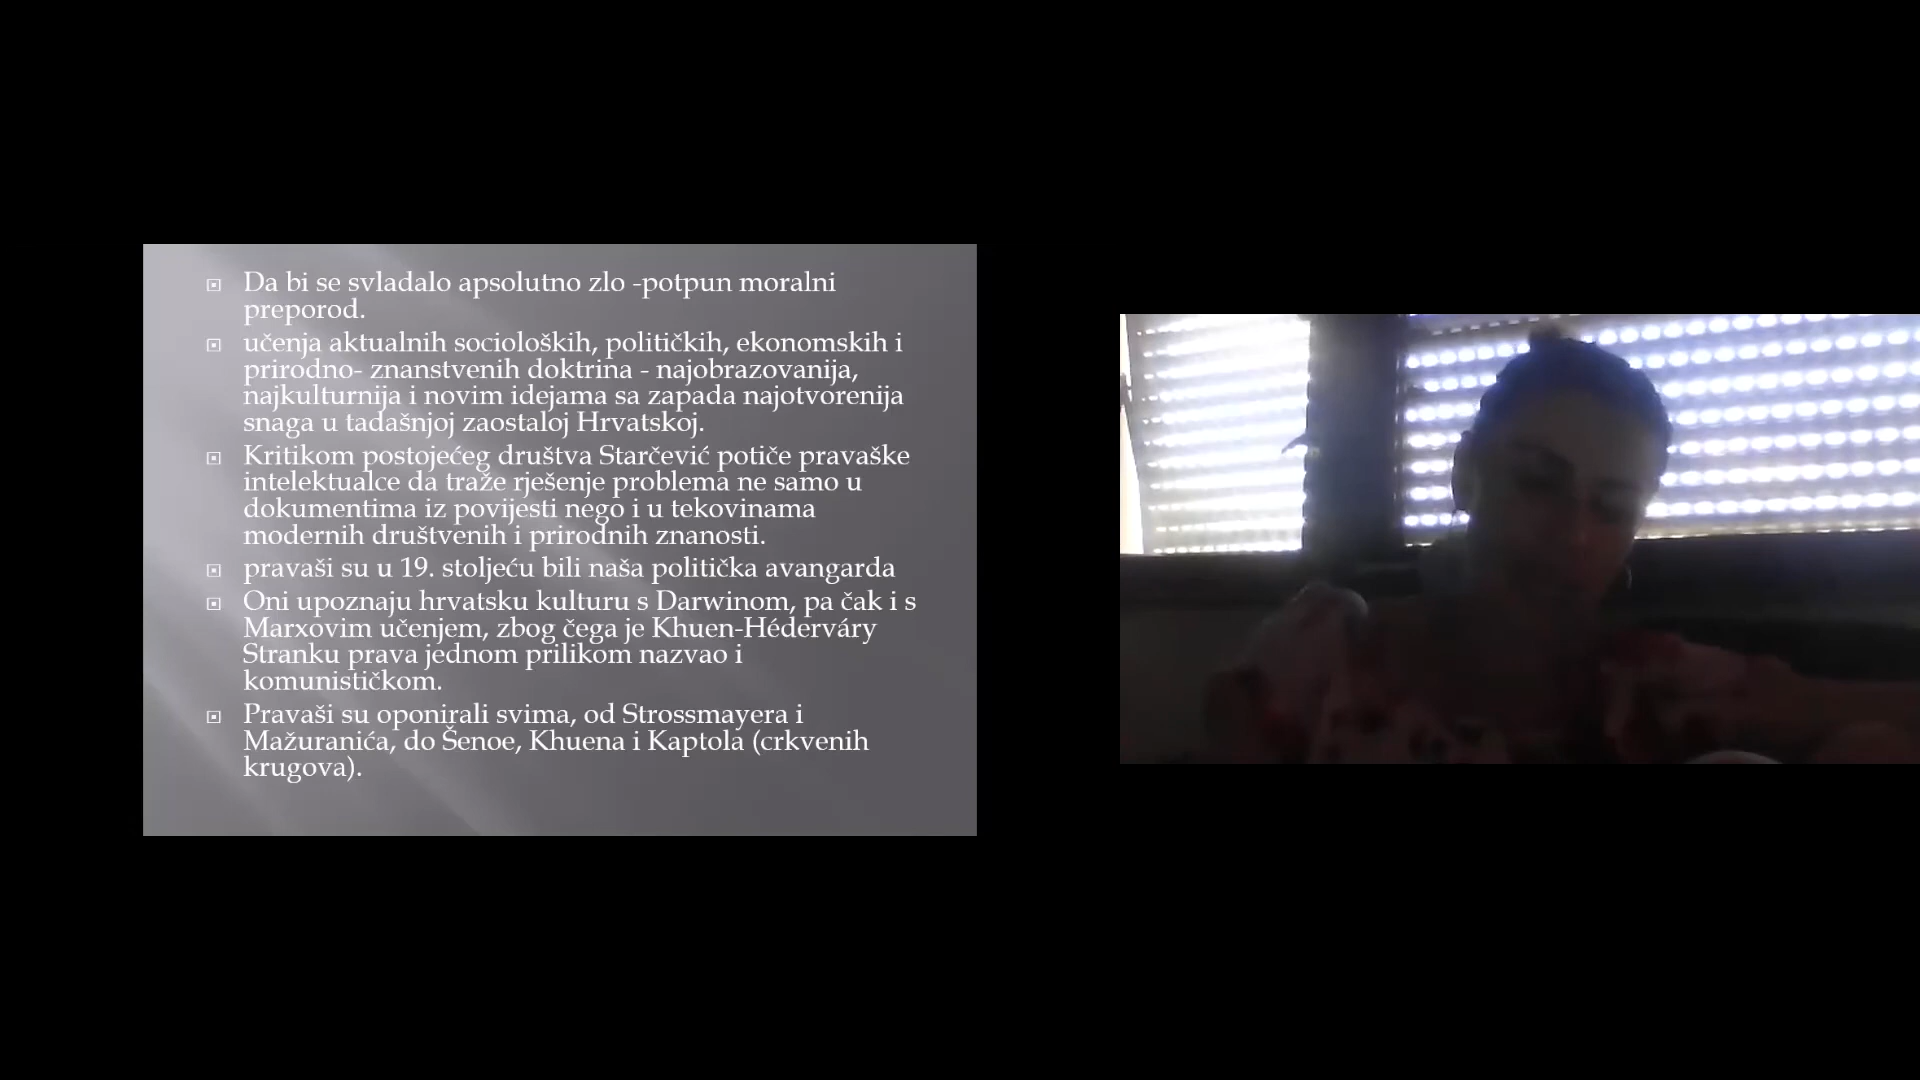 Da bi se svladalo apsolutno zlo -potpun moralni
preporod.
učenja aktualnih socioloških, političkih, ekonomskih i
prirodno- znanstvenih doktrina - najobrazovanija,
najkulturnija i novim idejama sa zapada najotvorenija
snaga u tadašnjoj zaostaloj Hrvatskoj.
Kritikom postojećeg društva Starčević potiče pravaške
intelektualce da traže rješenje problema ne samo u
dokumentima iz povijesti nego i u tekovinama
modernih društvenih i prirodnih znanosti.
pravaši su u 19. stoljeću bili naša politička avangarda
Oni upoznaju hrvatsku kulturu s Darwinom, pa čak i s
Marxovim učenjem, zbog čega je Khuen-Héderváry
Stranku prava jednom prilikom nazvao i
komunističkom.
Pravaši su oponirali svima, od Strossmayera i
Mažuranića, do Šenoe, Khuena i Kaptola (crkvenih
krugova).